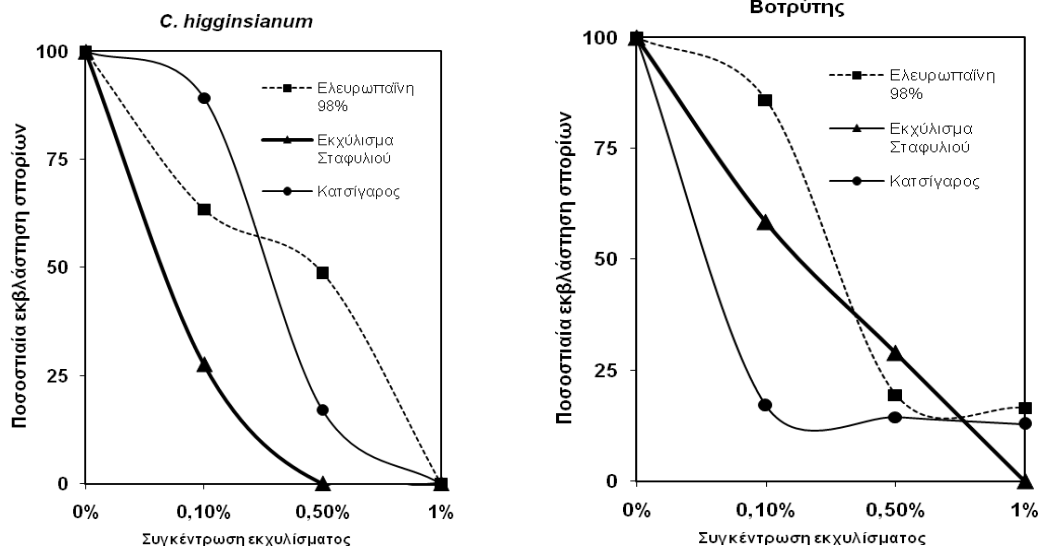 C. higginsianum
100
75
50
25
0
0%
0,10%
0,50%
1%
Ποσοστιαία εκβλάστηση σπορίων
Συγκέντρωση εκχυλίσματος
Ελευρωπαΐνη
98%
Εκχύλισμα
Σταφυλιού
Κατσίγαρος
Βοτρύτης
100
75
50
25
0
0%
0,10%
0,50%
1%
Ποσοστιαία εκβλάστηση σπορίων
Συγκέντρωση εκχυλίσματος
Ελευρωπαΐνη
98%
Εκχύλισμα
Σταφυλιού
Κατσίγαρος